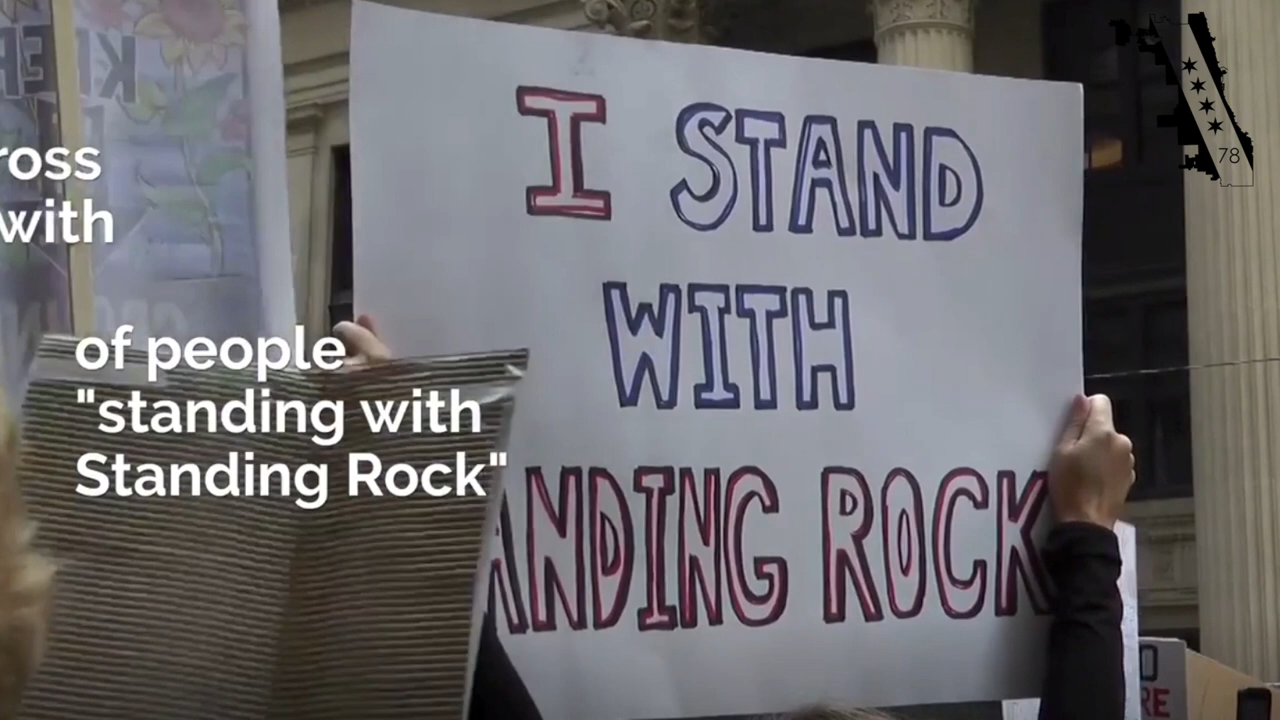 I STAND
WITH
ANDING ROCK
ross
with
of people
"standing with
Standing Rock"
78